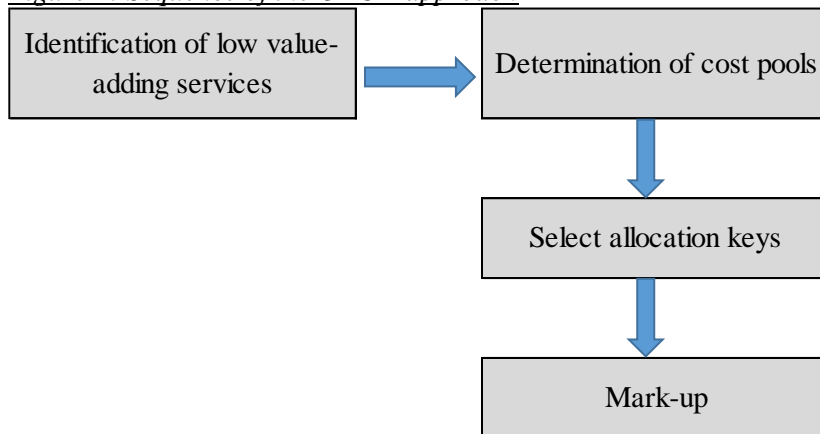 Identification of low value-
adding services
Determination of cost pools
Select allocation keys
Mark-up